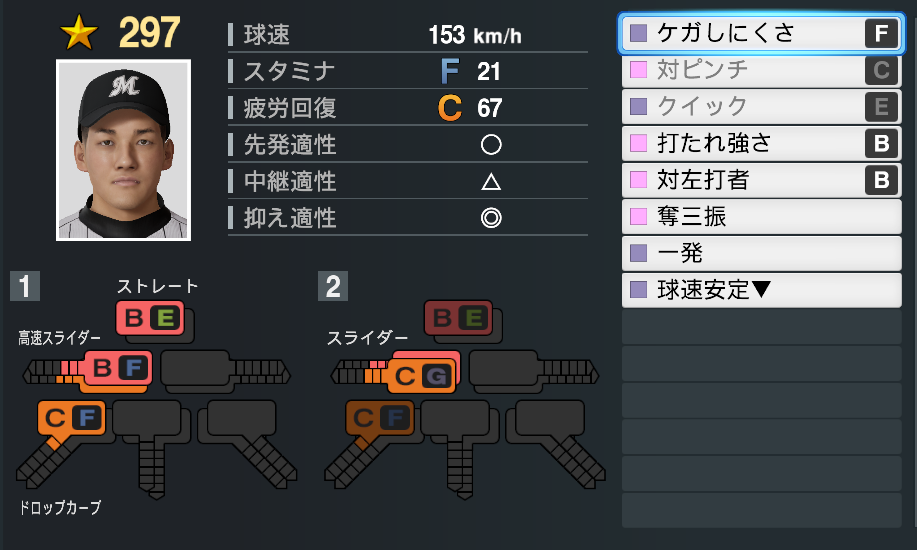 297
M
球速 153 km/h
スタミナ F 21
疲労回復 C 67
先発適性 ○
中継適性 △
抑え適性 ◎
ケガしにくさ F
対ピンチ C
クイック E
打たれ強さ B
対左打者 B
奪三振
一発
球速安定▼
1
ストレート
B E
高速スライダー
B F
C F
ドロップカーブ
2
B E
スライダー
C G
C F